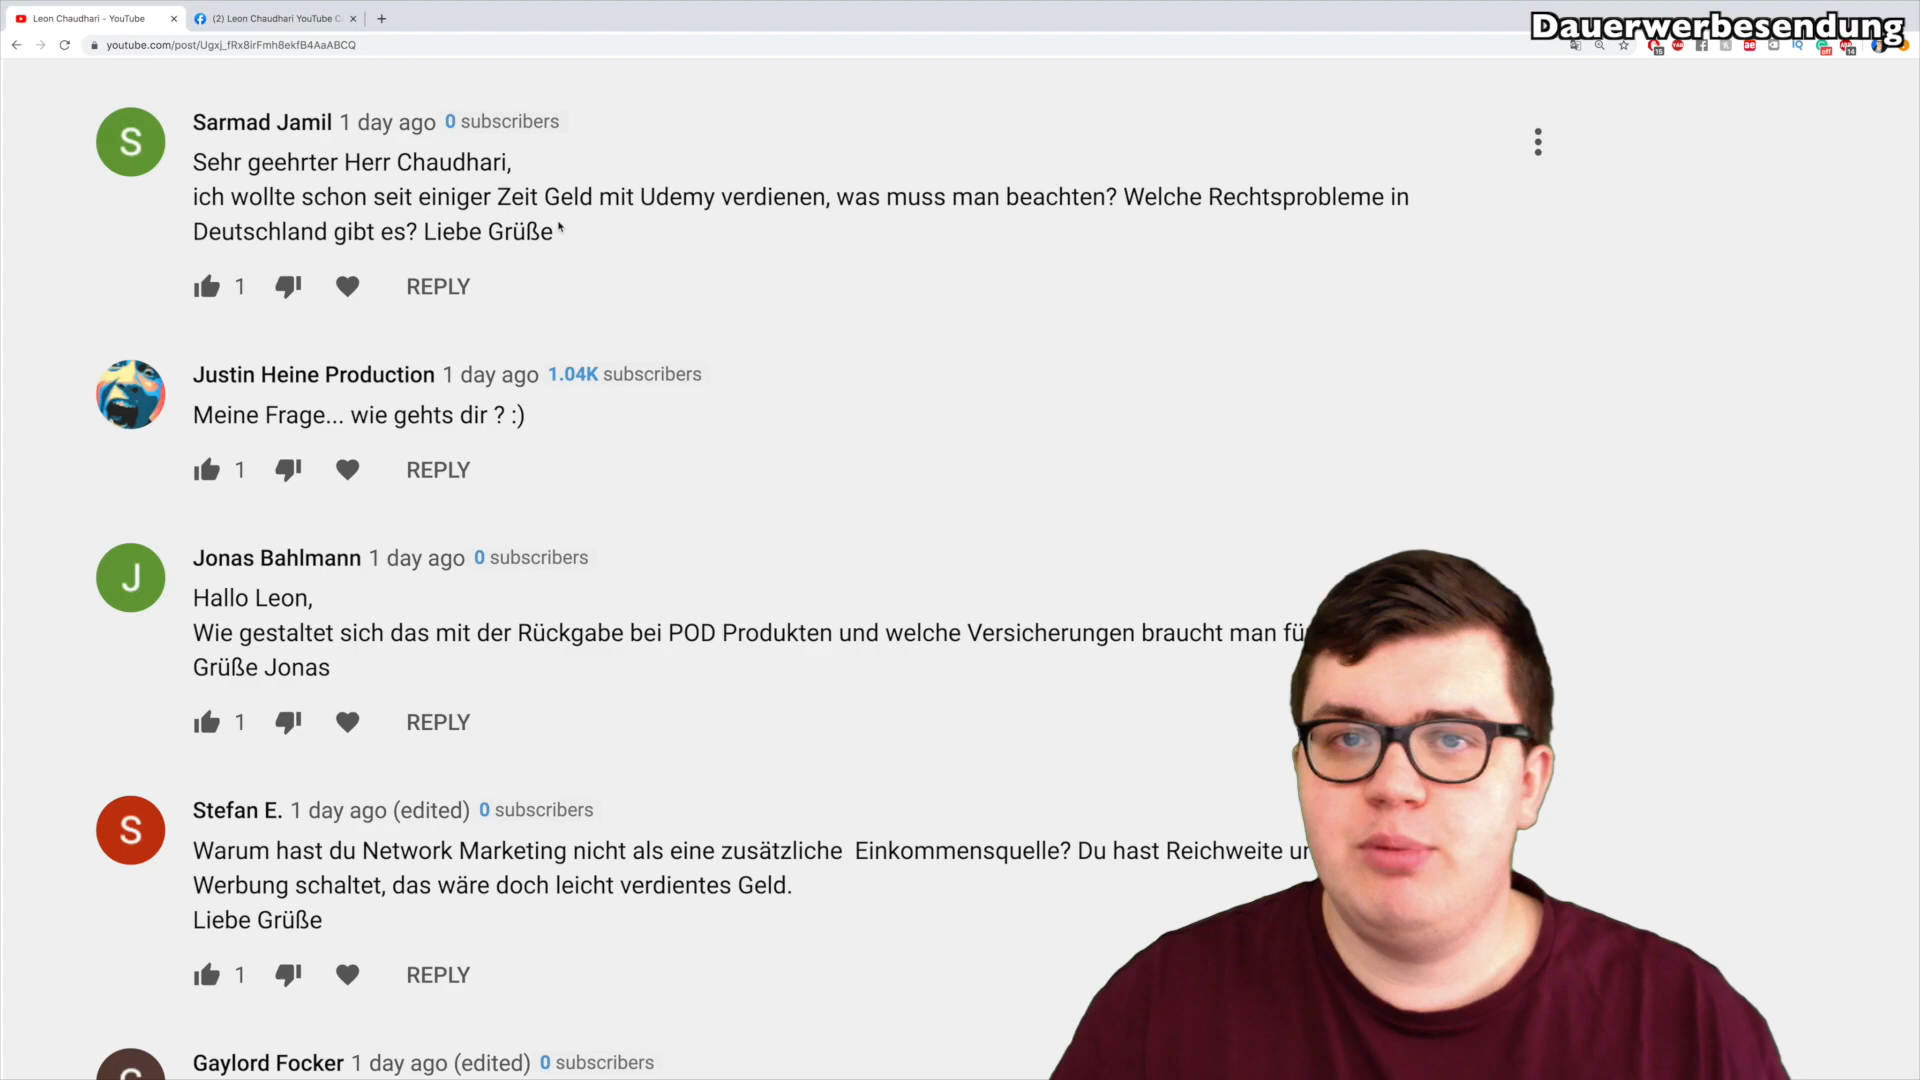 Leon Chaudhari - YouTube
(2) Leon Chaudhari YouTube C
Dauerwerbesendung
youtube.com/post/Ugxj_fRx8irFmh8ekfB4AaABCQ
Sarmad Jamil 1 day ago 0 subscribers
Sehr geehrter Herr Chaudhari,
ich wollte schon seit einiger Zeit Geld mit Udemy verdienen, was muss man beachten? Welche Rechtsprobleme in
Deutschland gibt es? Liebe Grüße
1 REPLY
Justin Heine Production 1 day ago 1.04K subscribers
Meine Frage... wie gehts dir ? :)
1 REPLY
Jonas Bahlmann 1 day ago 0 subscribers
Hallo Leon,
Wie gestaltet sich das mit der Rückgabe bei POD Produkten und welche Versicherungen braucht man fü
Grüße Jonas
1 REPLY
Stefan E. 1 day ago (edited) 0 subscribers
Warum hast du Network Marketing nicht als eine zusätzliche Einkommensquelle? Du hast Reichweite un
Werbung schaltet, das wäre doch leicht verdientes Geld.
Liebe Grüße
1 REPLY
Gaylord Focker 1 day ago (edited) 0 subscribers
S
J
S